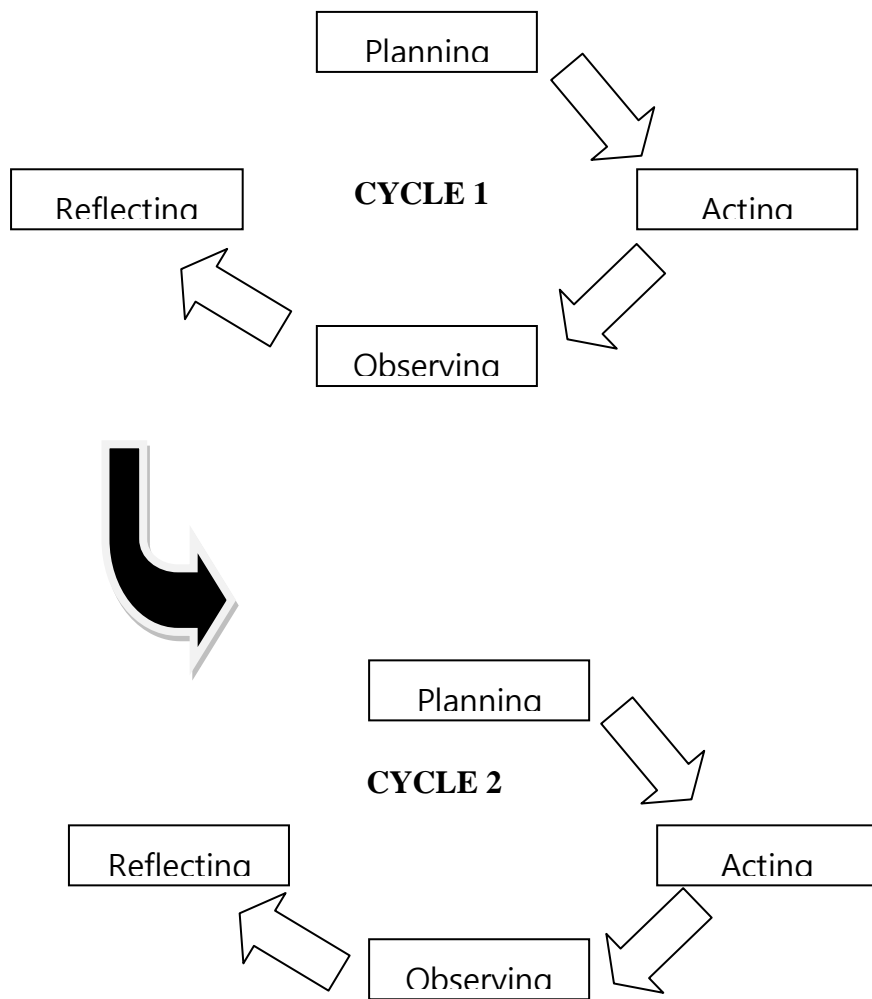 Planning
CYCLE 1
Reflecting
Acting
Observing
Planning
CYCLE 2
Reflecting
Acting
Observing